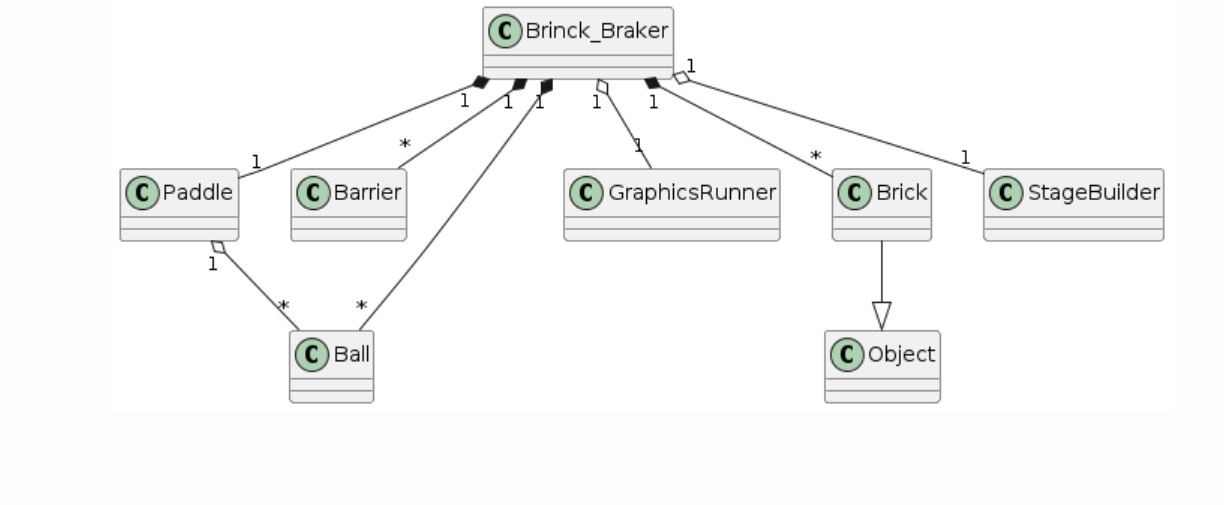 C Brinck_Braker
1
1 1 1 1 1
* 1 *
1 1
C Paddle C Barrier C GraphicsRunner C Brick C StageBuilder
1
* *
C Ball C Object